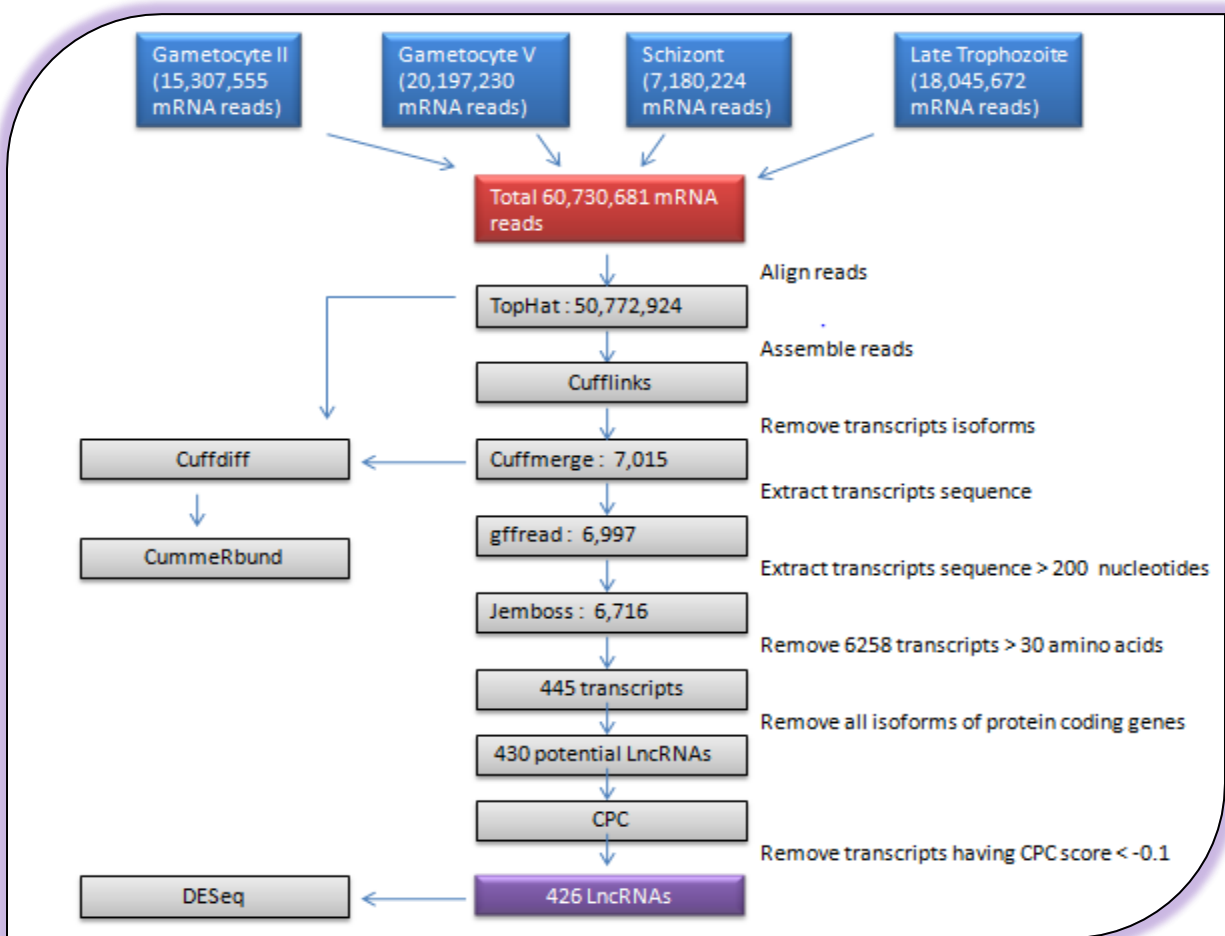 Gametocyte II
(15,307,555
mRNA reads)
Gametocyte V
(20,197,230
mRNA reads)
Schizont
(7,180,224
mRNA reads)
Late Trophozoite
(18,045,672
mRNA reads)
Total 60,730,681 mRNA
reads
Align reads
TopHat : 50,772,924
Assemble reads
Cufflinks
Remove transcripts isoforms
Cuffdiff
Cuffmerge : 7,015
Extract transcripts sequence
gffread : 6,997
CummeRbund
Extract transcripts sequence > 200 nucleotides
Jemboss : 6,716
Remove 6258 transcripts > 30 amino acids
445 transcripts
Remove all isoforms of protein coding genes
430 potential LncRNAs
CPC
Remove transcripts having CPC score < -0.1
DESeq
426 LncRNAs